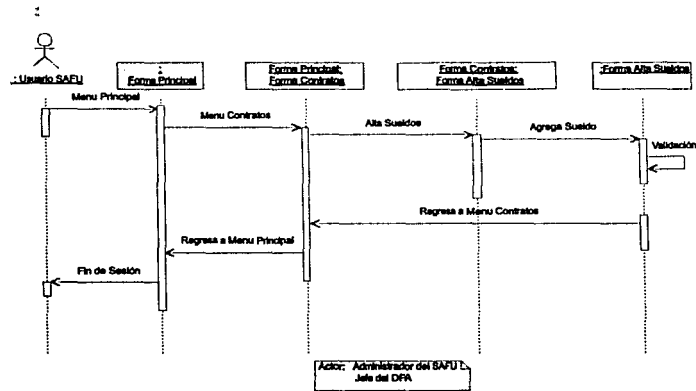 :
: Usuario SAFU
:
Forma Principal
Forma Principal:
Forma Contratos
Forma Contratos:
Forma Alta Sueldos
:Forma Alta Sueldos
Menu Principal
Menu Contratos
Alta Sueldos
Agrega Sueldo
Validación
Regresa a Menu Contratos
Regresa a Menu Principal
Fin de Sesión
Actor: Administrador del SAFU
Jefe del DPA